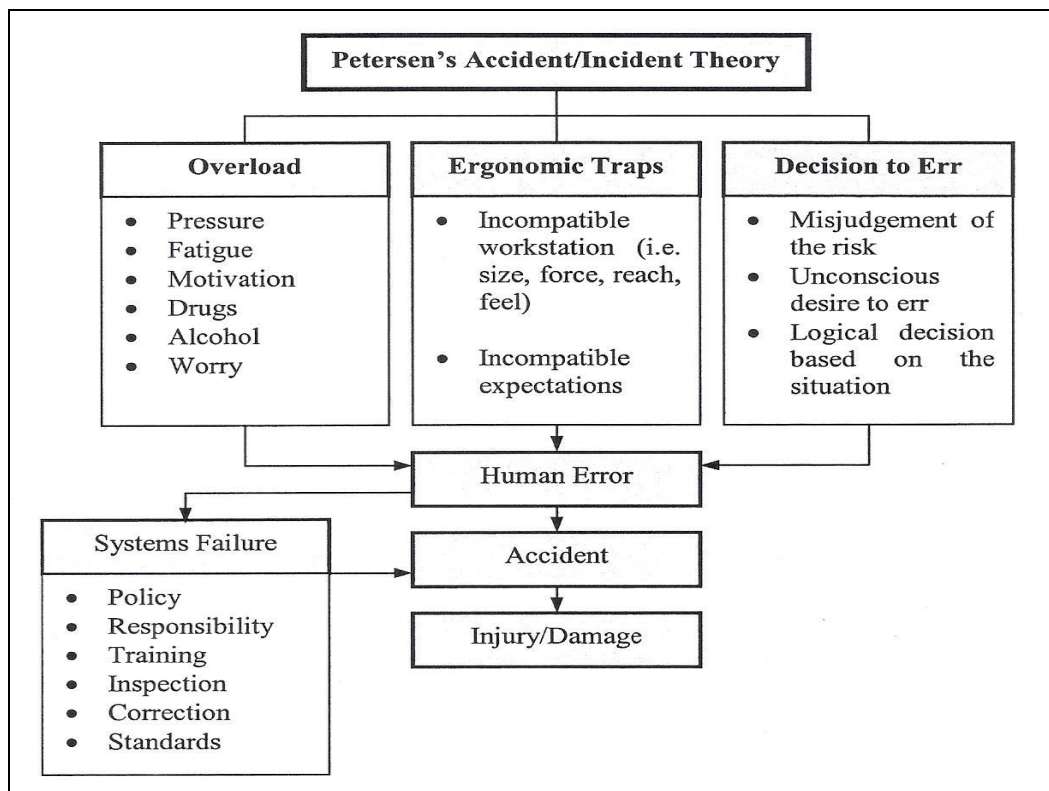 Petersen's Accident/Incident Theory
Overload
• Pressure
• Fatigue
• Motivation
• Drugs
• Alcohol
• Worry
Ergonomic Traps
• Incompatible
workstation (i.e.
size, force, reach,
feel)
• Incompatible
expectations
Decision to Err
• Misjudgement of
the risk
• Unconscious
desire to err
• Logical decision
based on the
situation
Human Error
Systems Failure
• Policy
• Responsibility
• Training
• Inspection
• Correction
• Standards
Accident
Injury/Damage